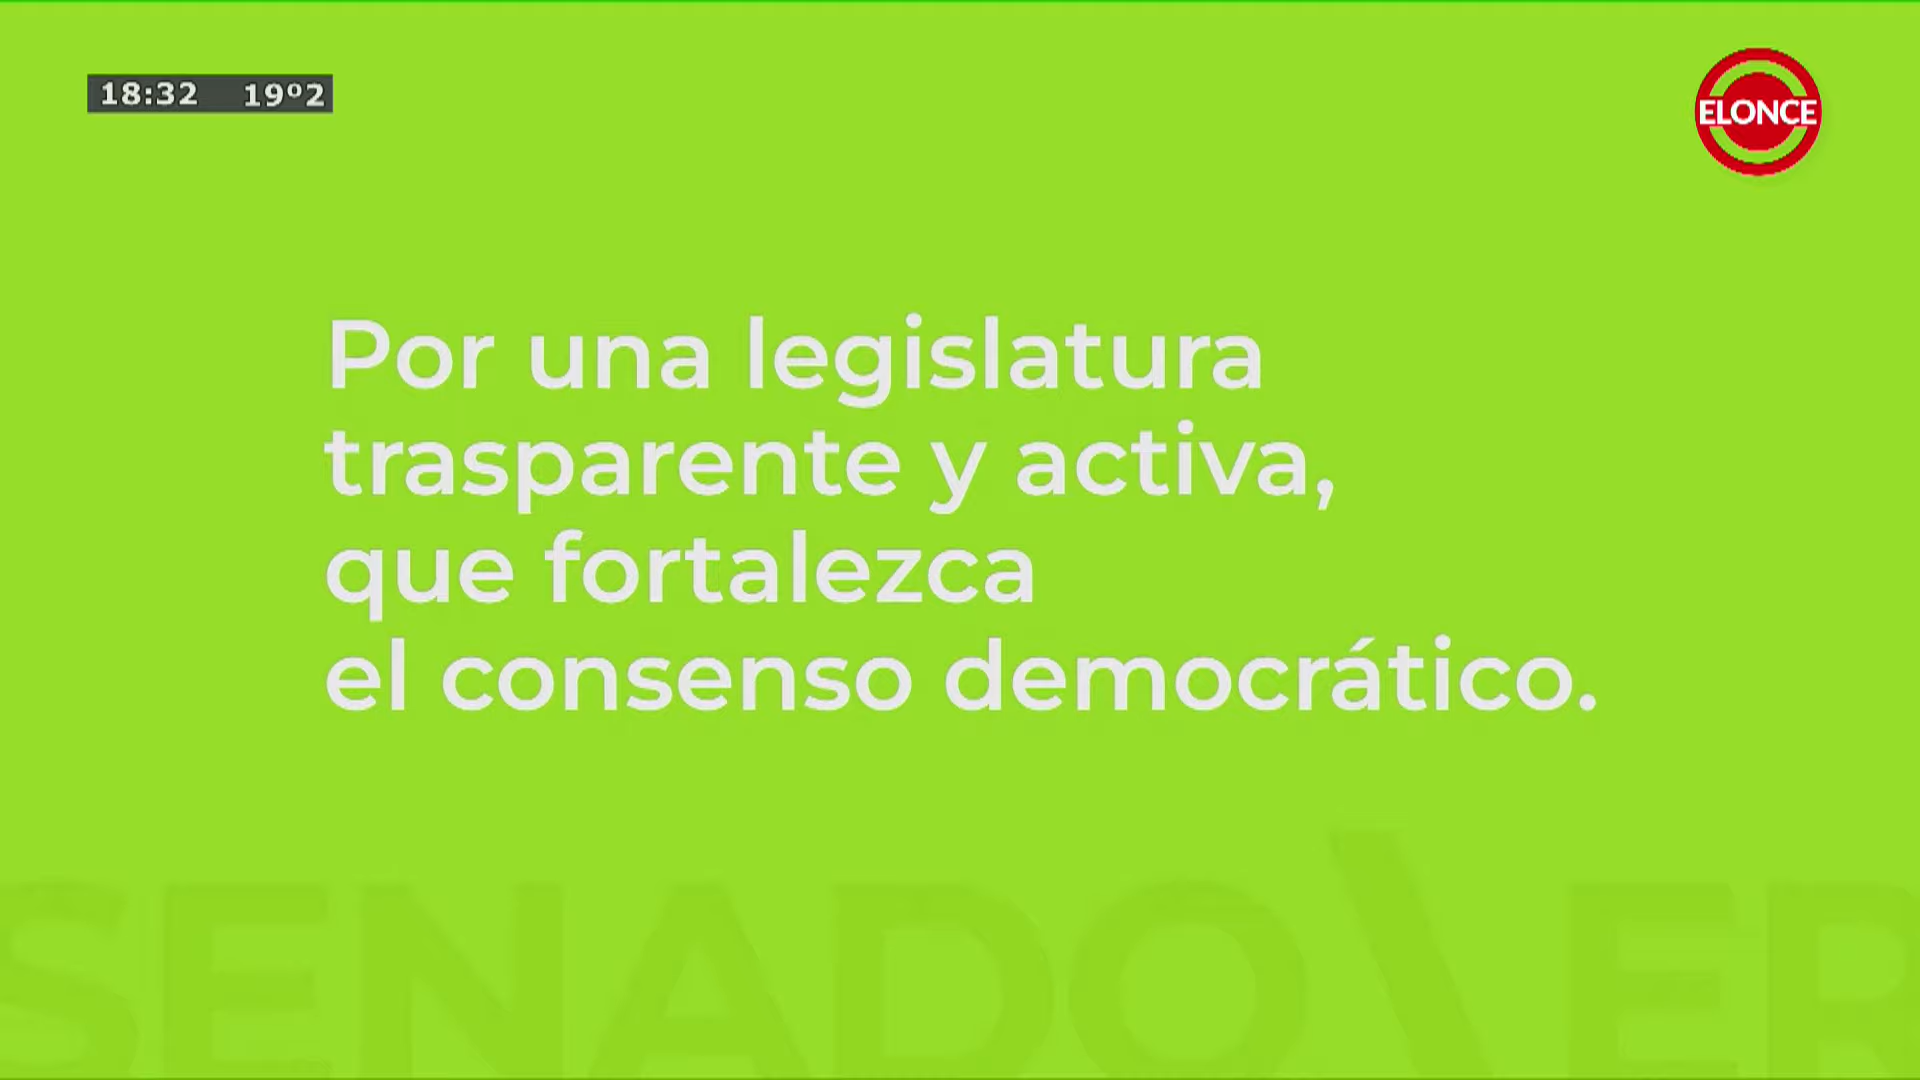 18:32 19º2
ELONCE
Por una legislatura
trasparente y activa,
que fortalezca
el consenso democrático.
SENADO\ER